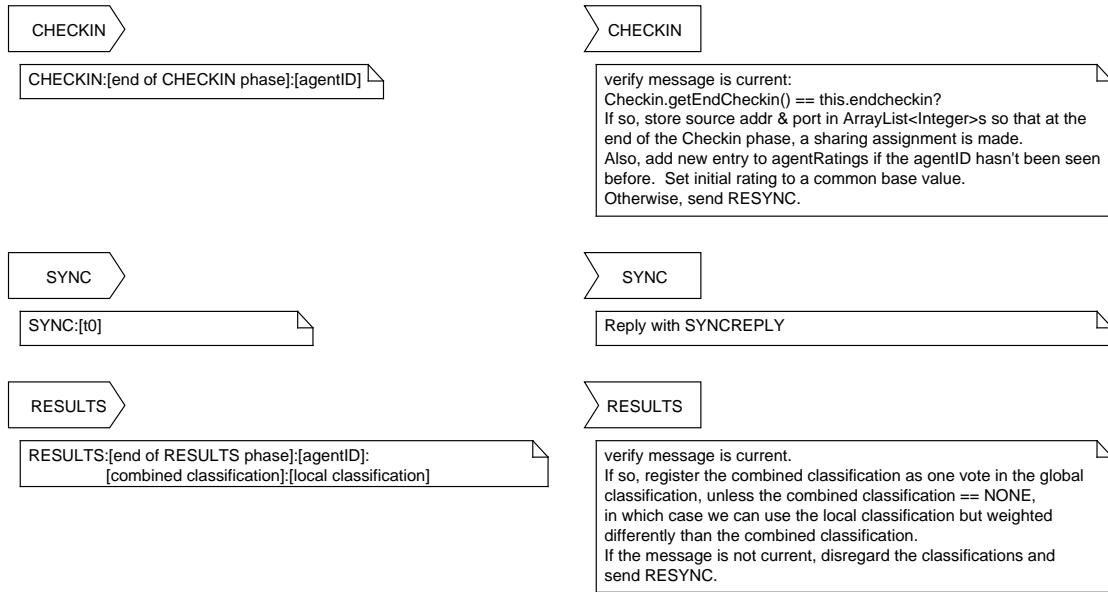 CHECKIN
CHECKIN:[end of CHECKIN phase]:[agentID]
CHECKIN
verify message is current:
Checkin.getEndCheckin() == this.endcheckin?
If so, store source addr & port in ArrayList<Integer>s so that at the
end of the Checkin phase, a sharing assignment is made.
Also, add new entry to agentRatings if the agentID hasn't been seen
before. Set initial rating to a common base value.
Otherwise, send RESYNC.
SYNC
SYNC:[t0]
SYNC
Reply with SYNCREPLY
RESULTS
RESULTS:[end of RESULTS phase]:[agentID]:
[combined classification]:[local classification]
RESULTS
verify message is current.
If so, register the combined classification as one vote in the global
classification, unless the combined classification == NONE,
in which case we can use the local classification but weighted
differently than the combined classification.
If the message is not current, disregard the classifications and
send RESYNC.